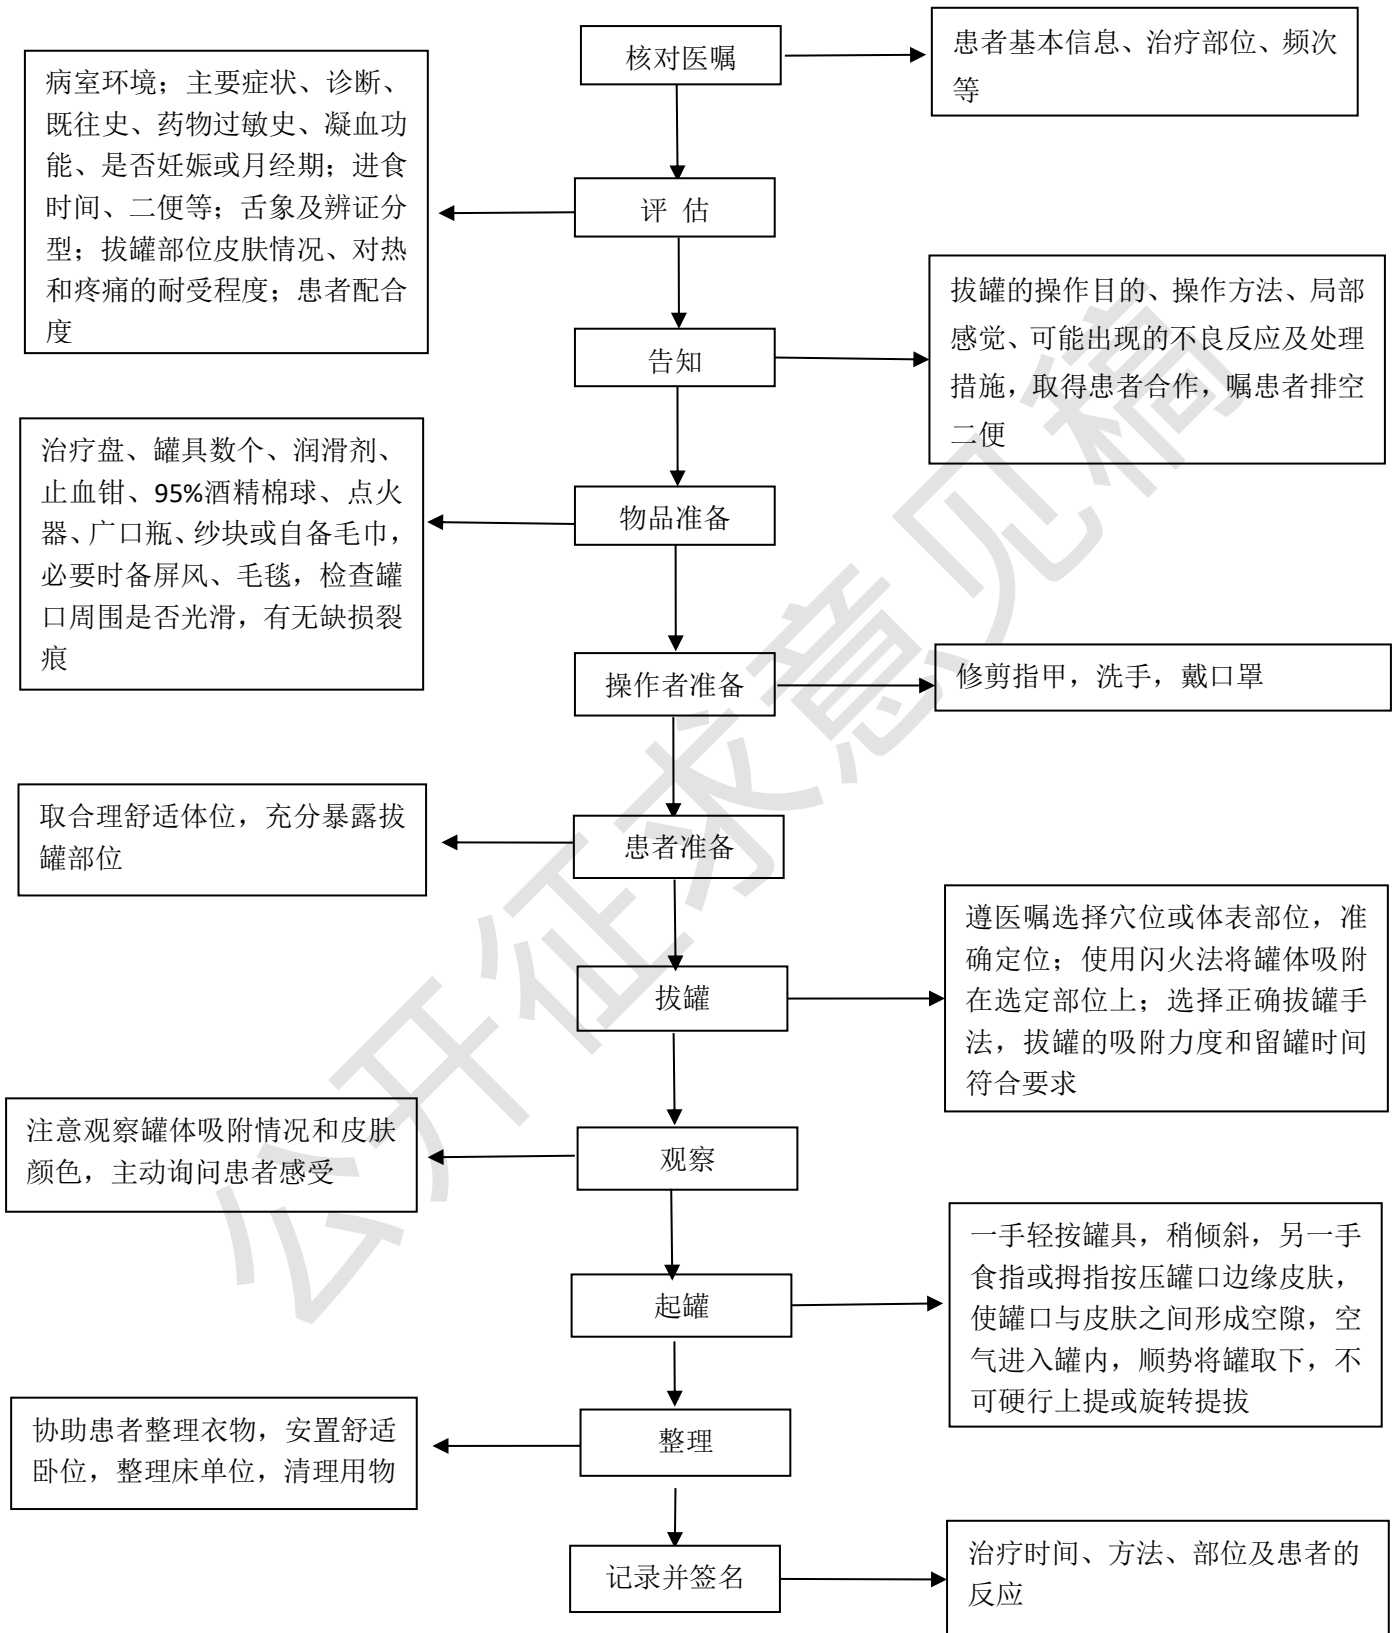 核对医嘱
患者基本信息、治疗部位、频次
等
病室环境；主要症状、诊断、
既往史、药物过敏史、凝血功
能、是否妊娠或月经期；进食
时间、二便等；舌象及辨证分
型；拔罐部位皮肤情况、对热
和疼痛的耐受程度；患者配合
度
评 估
拔罐的操作目的、操作方法、局部
感觉、可能出现的不良反应及处理
措施，取得患者合作，嘱患者排空
二便
告知
治疗盘、罐具数个、润滑剂、
止血钳、95%酒精棉球、点火
器、广口瓶、纱块或自备毛巾，
必要时备屏风、毛毯，检查罐
口周围是否光滑，有无缺损裂
痕
物品准备
操作者准备
修剪指甲，洗手，戴口罩
取合理舒适体位，充分暴露拔
罐部位
患者准备
拔罐
遵医嘱选择穴位或体表部位，准
确定位；使用闪火法将罐体吸附
在选定部位上；选择正确拔罐手
法，拔罐的吸附力度和留罐时间
符合要求
注意观察罐体吸附情况和皮肤
颜色，主动询问患者感受
观察
起罐
一手轻按罐具，稍倾斜，另一手
食指或拇指按压罐口边缘皮肤，
使罐口与皮肤之间形成空隙，空
气进入罐内，顺势将罐取下，不
可硬行上提或旋转提拔
协助患者整理衣物，安置舒适
卧位，整理床单位，清理用物
整理
记录并签名
治疗时间、方法、部位及患者的
反应
公开征求意见稿